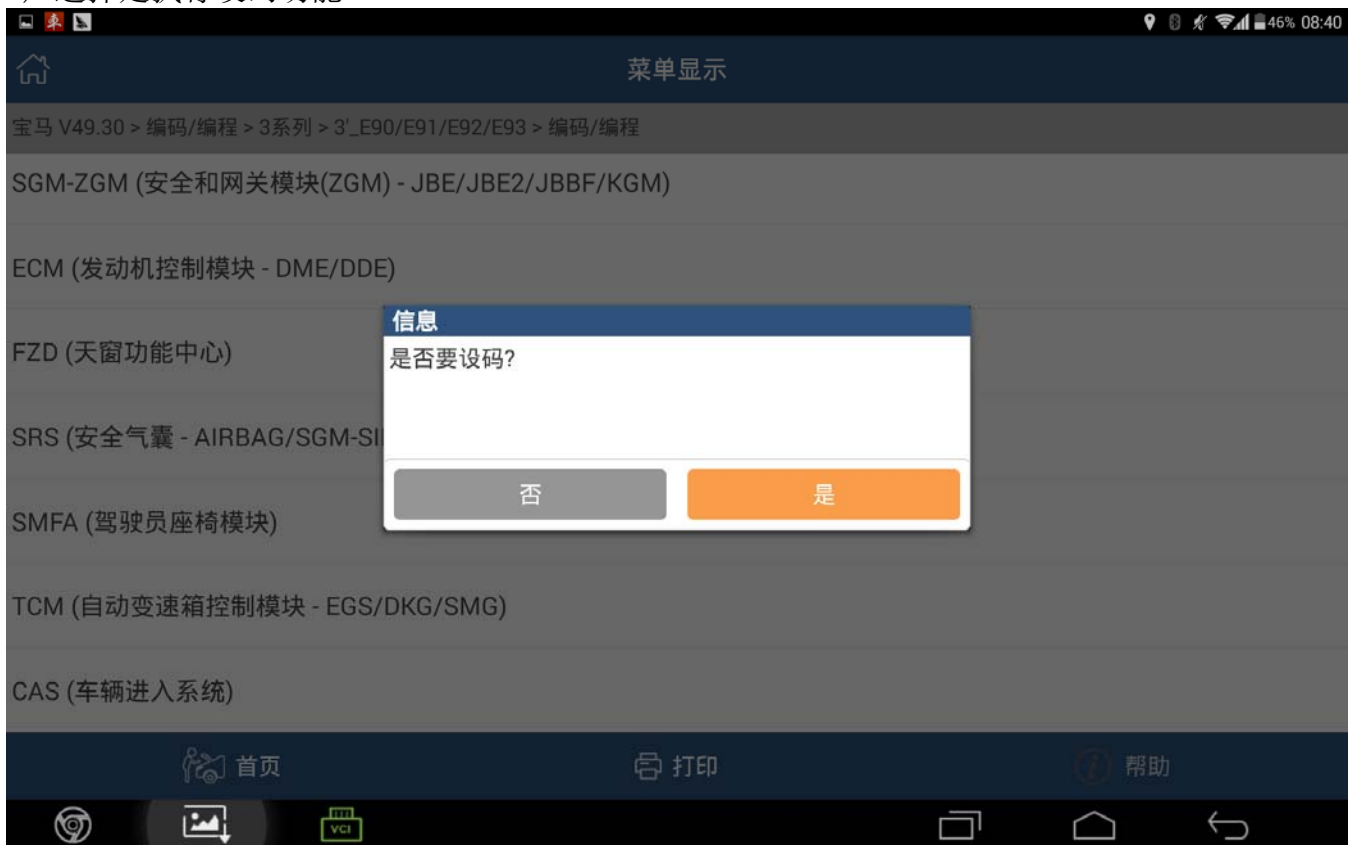 46% 08:40
菜单显示
宝马 V49.30 > 编码/编程 > 3系列 > 3'_E90/E91/E92/E93 > 编码/编程
SGM-ZGM (安全和网关模块(ZGM) - JBE/JBE2/JBBF/KGM)
ECM (发动机控制模块 - DME/DDE)
FZD (天窗功能中心)
SRS (安全气囊 - AIRBAG/SGM-SI
SMFA (驾驶员座椅模块)
TCM (自动变速箱控制模块 - EGS/DKG/SMG)
CAS (车辆进入系统)
信息
是否要设码?
否 是
首页 打印 帮助
VCI